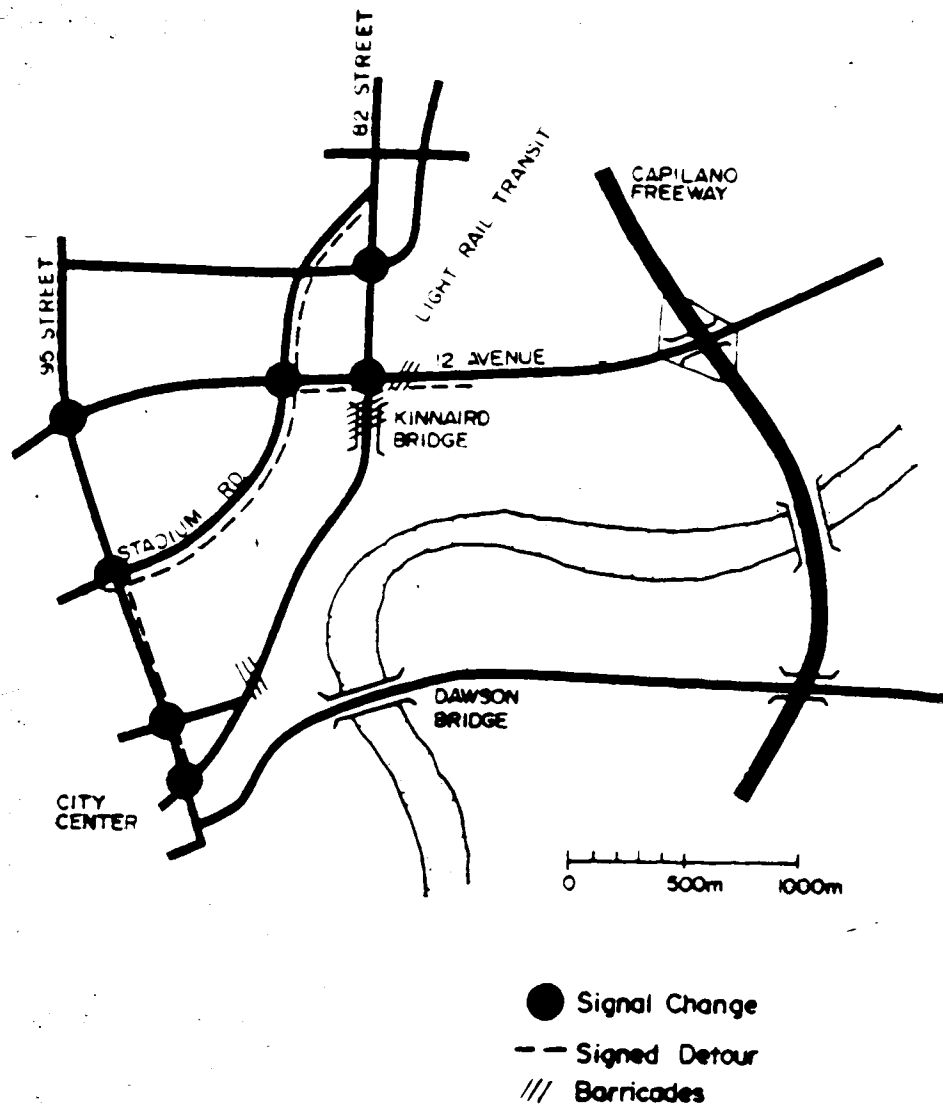 82 STREET
LIGHT RAIL TRANSIT
CAPILANO
FREEWAY
95 STREET
12 AVENUE
KINNAIRD
BRIDGE
STADIUM RD.
DAWSON
BRIDGE
CITY
CENTER
0 500m 1000m
Signal Change
Signed Detour
Barricades